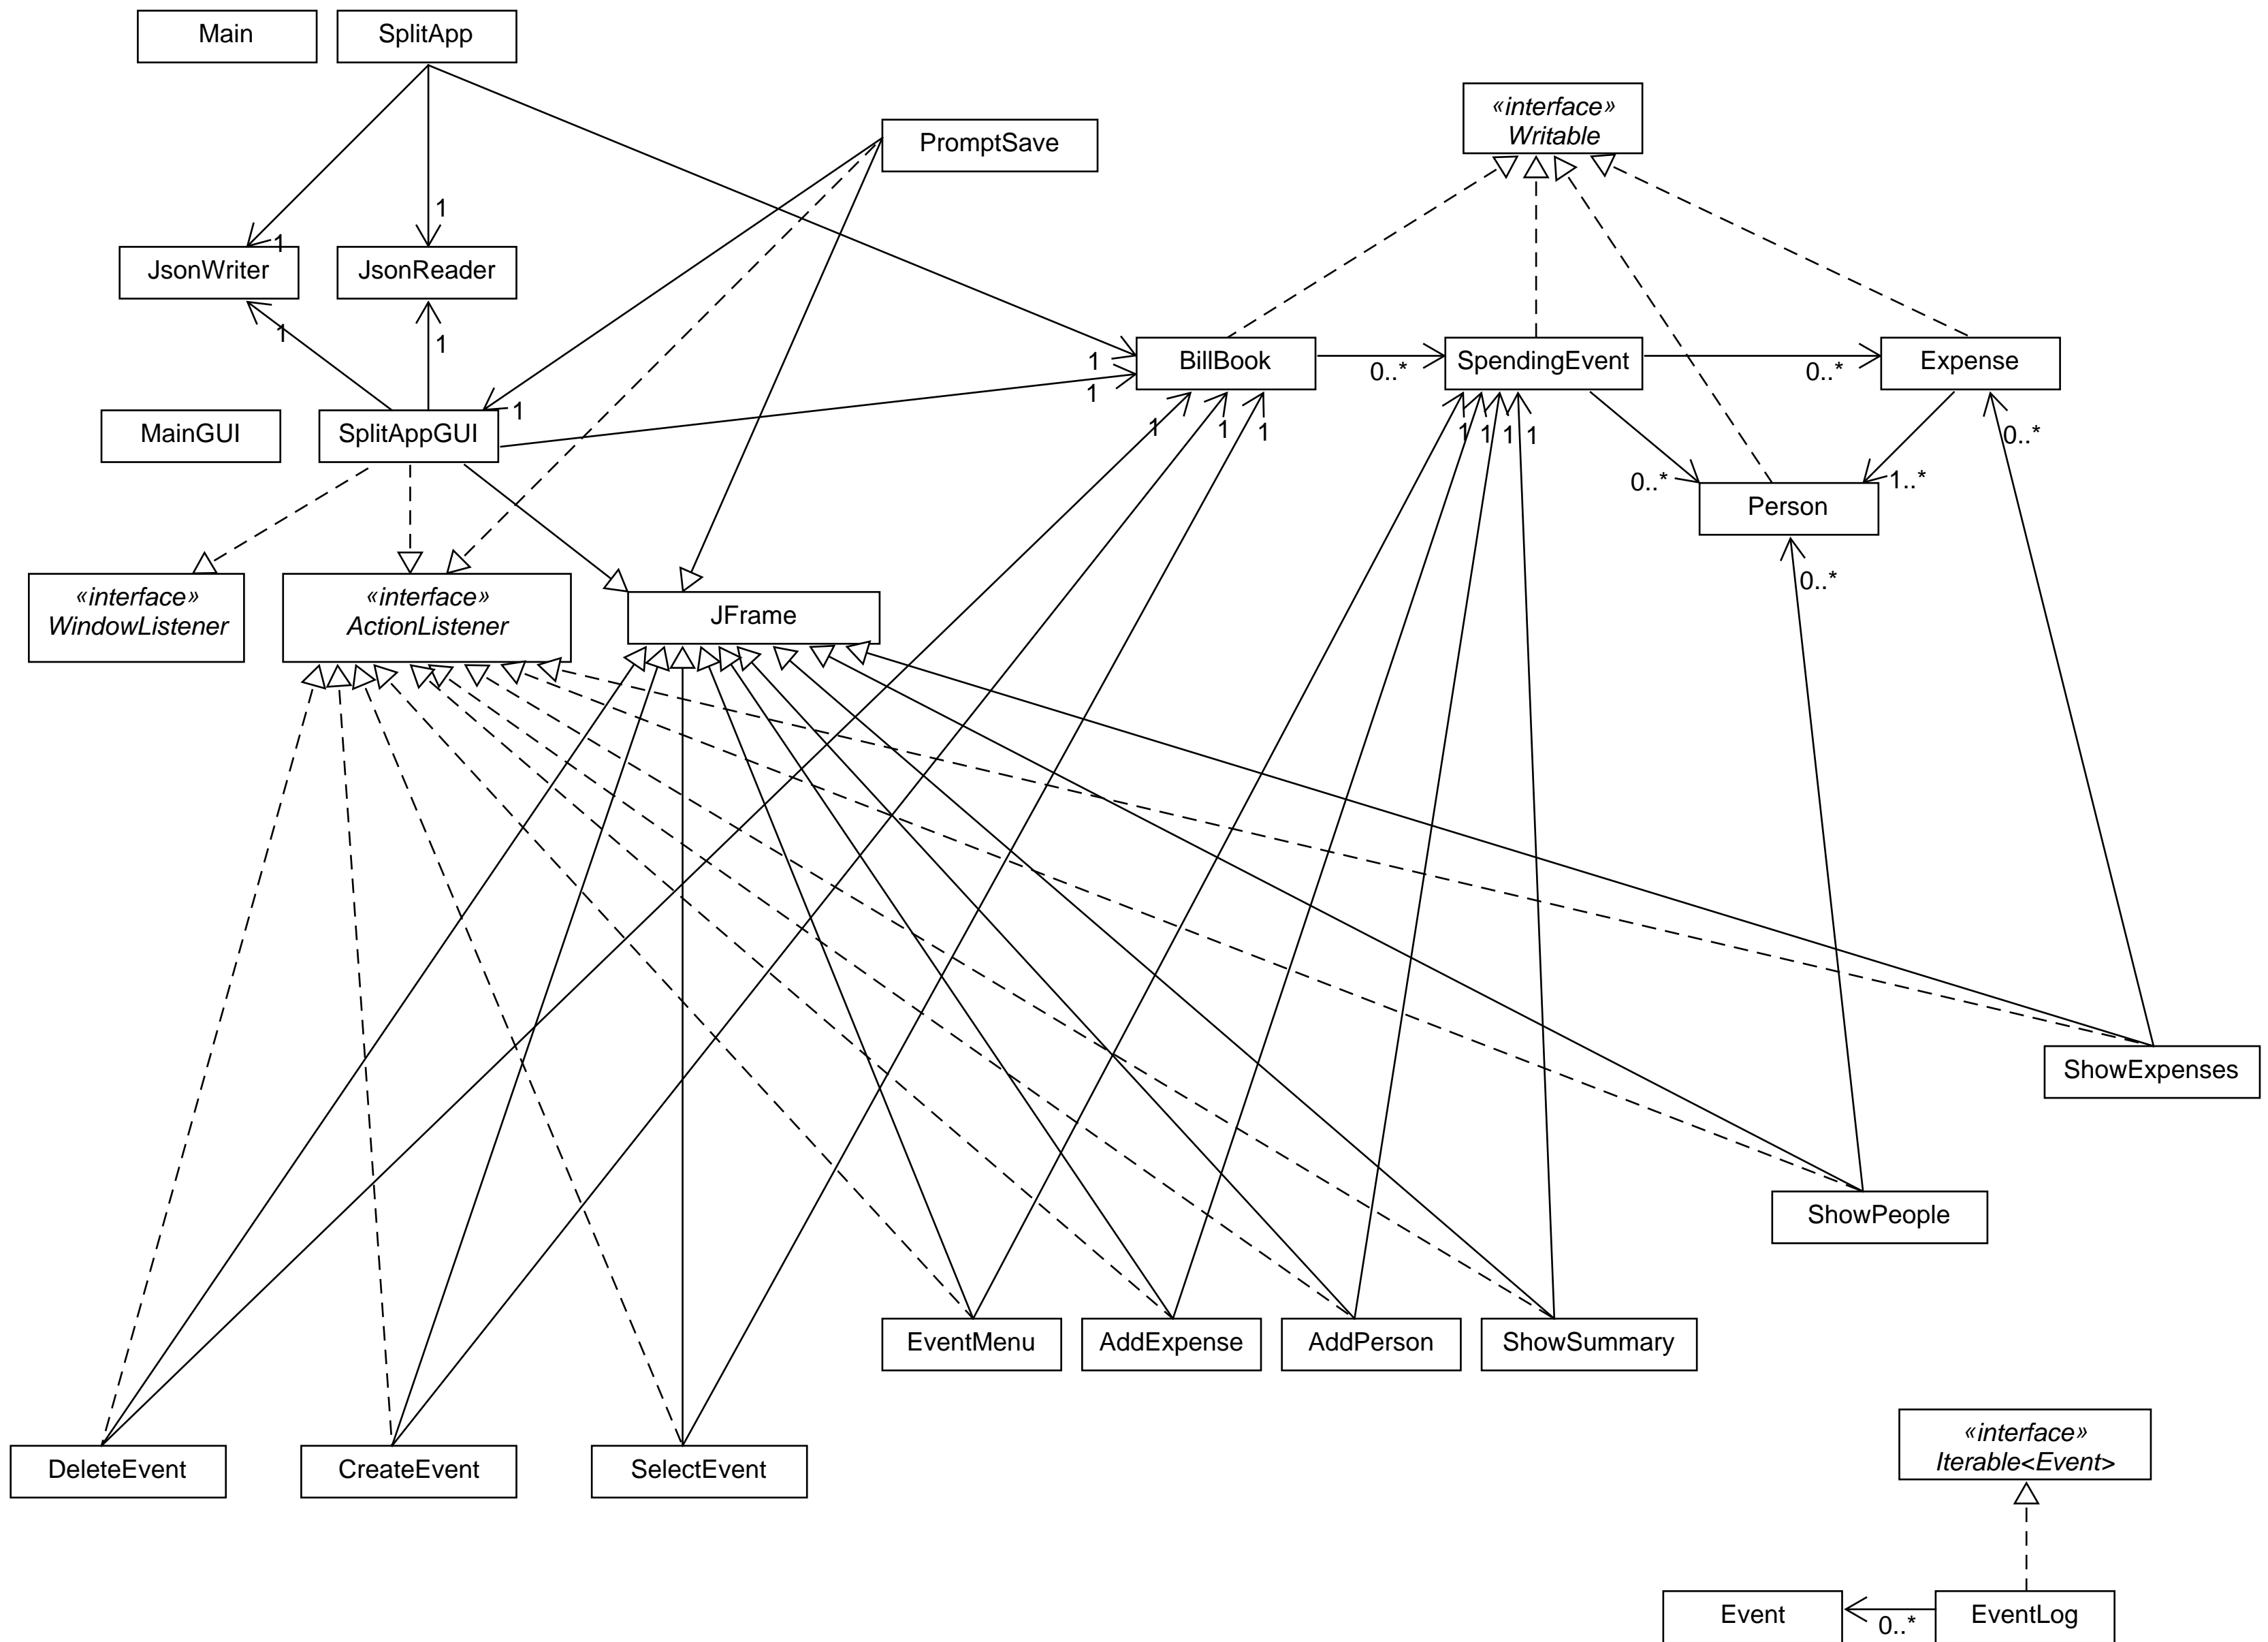 Main
SplitApp
«interface»
Writable
PromptSave
1
1
JsonWriter
JsonReader
1
1
1
1
BillBook
0..*
SpendingEvent
0..*
Expense
MainGUI
SplitAppGUI
1
1
1
1
1
1
1
1
0..*
0..*
1..*
Person
«interface»
WindowListener
«interface»
ActionListener
JFrame
0..*
ShowExpenses
ShowPeople
EventMenu
AddExpense
AddPerson
ShowSummary
DeleteEvent
CreateEvent
SelectEvent
«interface»
Iterable<Event>
Event
0..*
EventLog